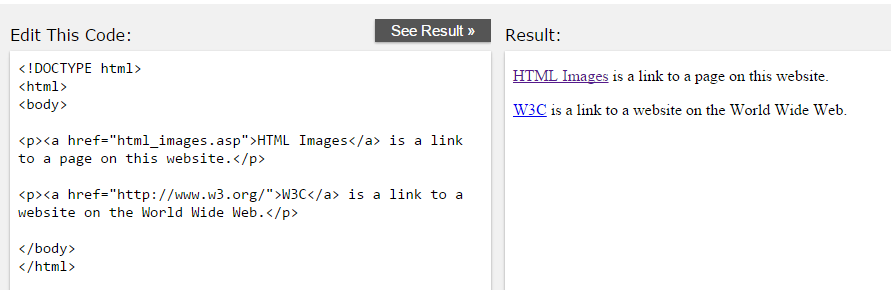 Edit This Code:
See Result »
<!DOCTYPE html>
<html>
<body>
<p><a href="html_images.asp">HTML Images</a> is a link
to a page on this website.</p>
<p><a href="http://www.w3.org/">W3C</a> is a link to a
website on the World Wide Web.</p>
</body>
</html>
Result:
HTML Images is a link to a page on this website.
W3C is a link to a website on the World Wide Web.